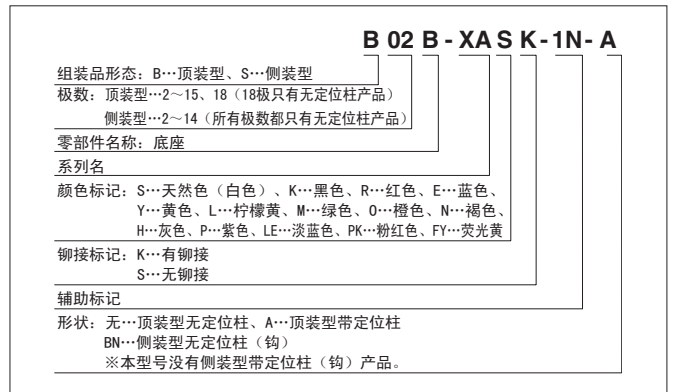 B 02 B - XA S K - 1N - A
组装品形态：B…顶装型、S…侧装型
极数：顶装型…2～15、18（18极只有无定位柱产品）
侧装型…2～14（所有极数都只有无定位柱产品）
零部件名称：底座
系列名
颜色标记：S…天然色（白色）、K…黑色、R…红色、E…蓝色、
Y…黄色、L…柠檬黄、M…绿色、O…橙色、N…褐色、
H…灰色、P…紫色、LE…淡蓝色、PK…粉红色、FY…荧光黄
铆接标记：K…有铆接
S…无铆接
辅助标记
形状：无…顶装型无定位柱、A…顶装型带定位柱
BN…侧装型无定位柱（钩）
※本型号没有侧装型带定位柱（钩）产品。